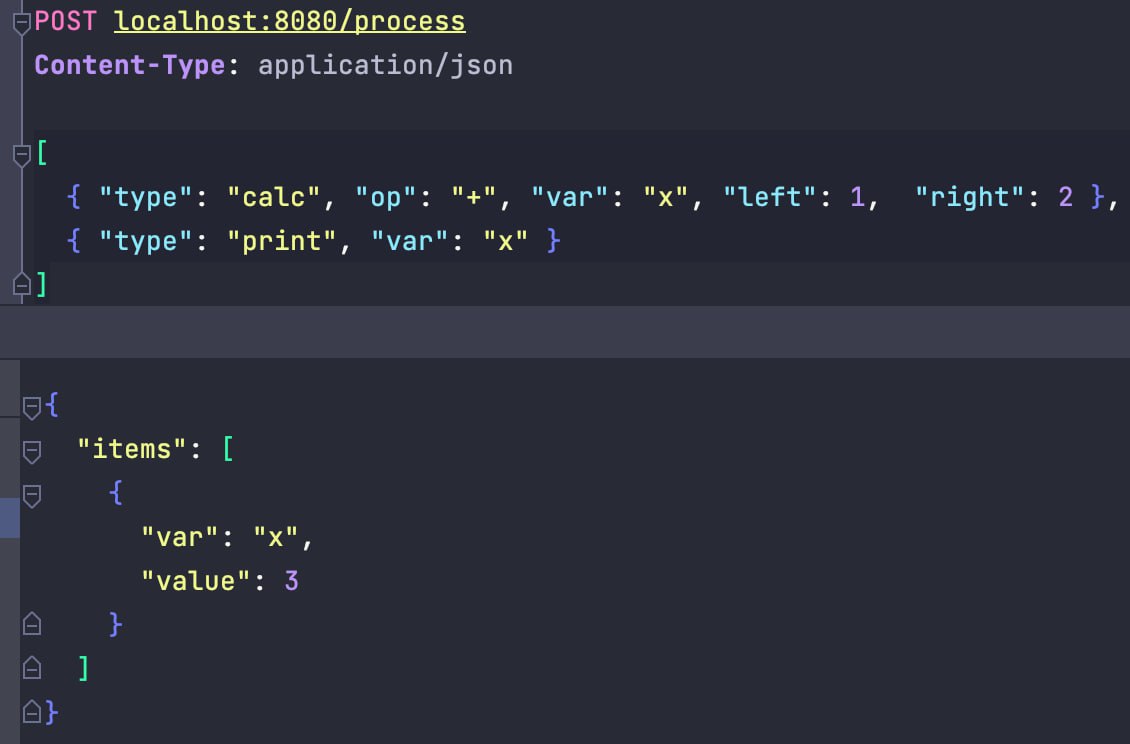 POST localhost:8080/process
Content-Type: application/json
[
{ "type": "calc", "op": "+", "var": "x", "left": 1,  "right": 2 },
{ "type": "print", "var": "x" }
]
{
"items": [
{
"var": "x",
"value": 3
}
]
}